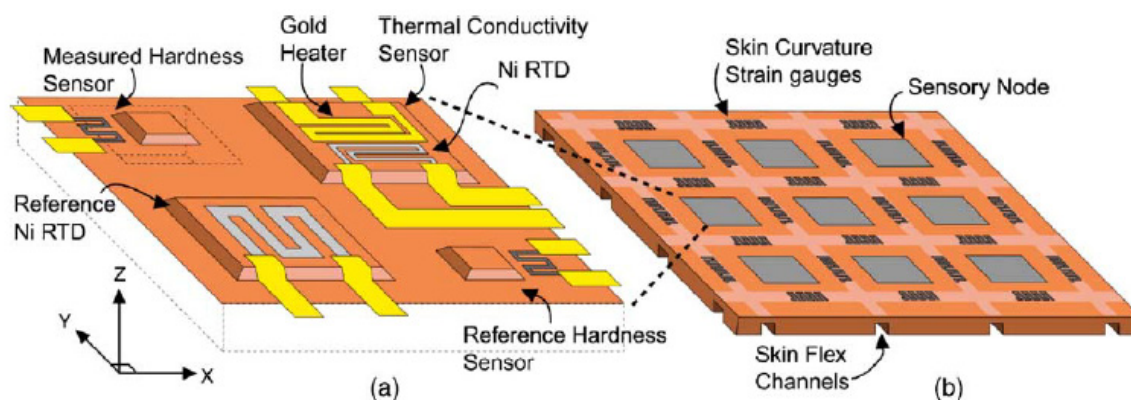 Measured Hardness
Sensor
Gold
Heater
Thermal Conductivity
Sensor
Ni RTD
Reference
Ni RTD
Reference Hardness
Sensor
Z
Y
X
(a)
Skin Curvature
Strain gauges
Sensory Node
Skin Flex
Channels
(b)